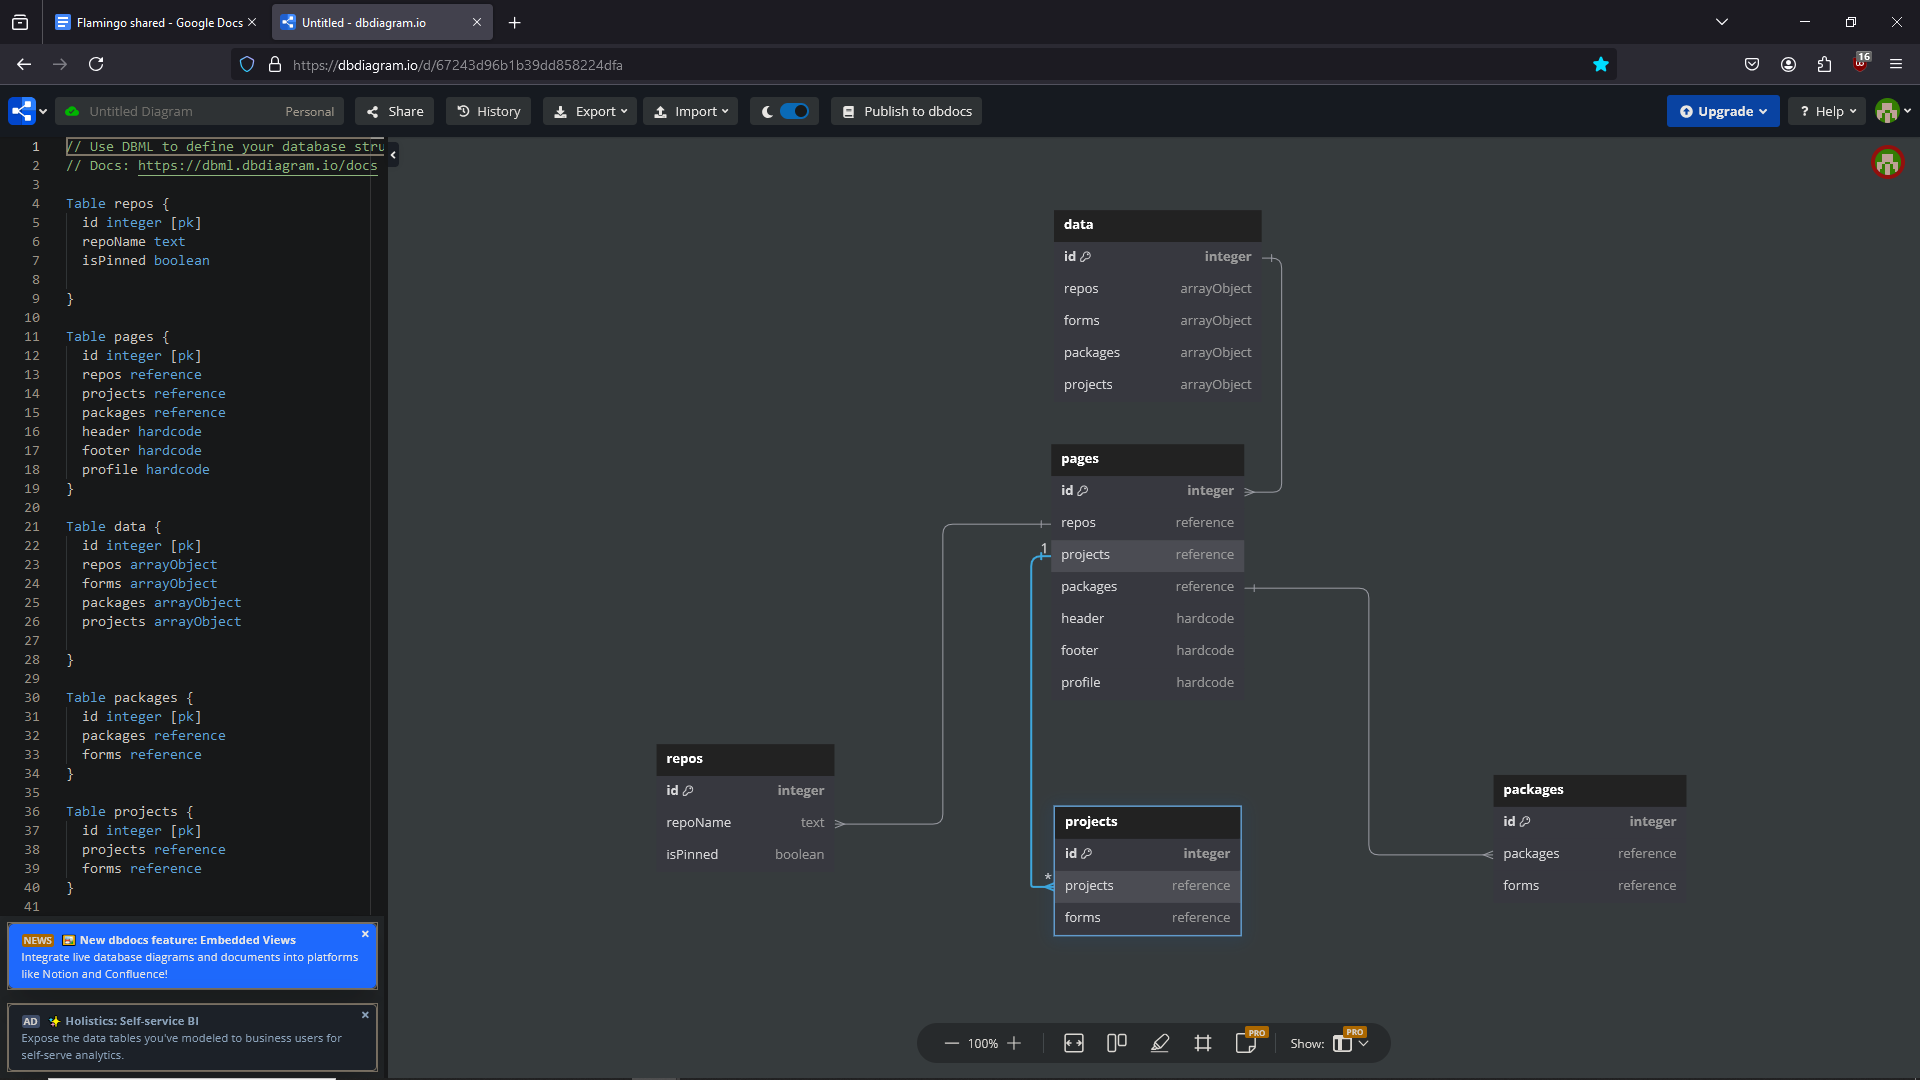 Flamingo shared - Google Docs
Untitled - dbdiagram.io
https://dbdiagram.io/d/67243d96b1b39dd858224dfa
16
Untitled Diagram Personal
Share
History
Export
Import
Publish to dbdocs
Upgrade
? Help
1 // Use DBML to define your database stru
2 // Docs: https://dbml.dbdiagram.io/docs
3
4 Table repos {
5 id integer [pk]
6 repoName text
7 isPinned boolean
8
9 }
10
11 Table pages {
12 id integer [pk]
13 repos reference
14 projects reference
15 packages reference
16 header hardcode
17 footer hardcode
18 profile hardcode
19 }
20
21 Table data {
22 id integer [pk]
23 repos arrayObject
24 forms arrayObject
25 packages arrayObject
26 projects arrayObject
27
28 }
29
30 Table packages {
31 id integer [pk]
32 packages reference
33 forms reference
34 }
35
36 Table projects {
37 id integer [pk]
38 projects reference
39 forms reference
40 }
41
NEWS New dbdocs feature: Embedded Views
Integrate live database diagrams and documents into platforms
like Notion and Confluence!
AD Holistics: Self-service BI
Expose the data tables you've modeled to business users for
self-serve analytics.
data
id integer
repos arrayObject
forms arrayObject
packages arrayObject
projects arrayObject
pages
id integer
repos reference
1
projects reference
packages reference
header hardcode
footer hardcode
profile hardcode
repos
id integer
repoName text
isPinned boolean
projects
id integer
*
projects reference
forms reference
packages
id integer
packages reference
forms reference
100%
PRO
Show:
PRO